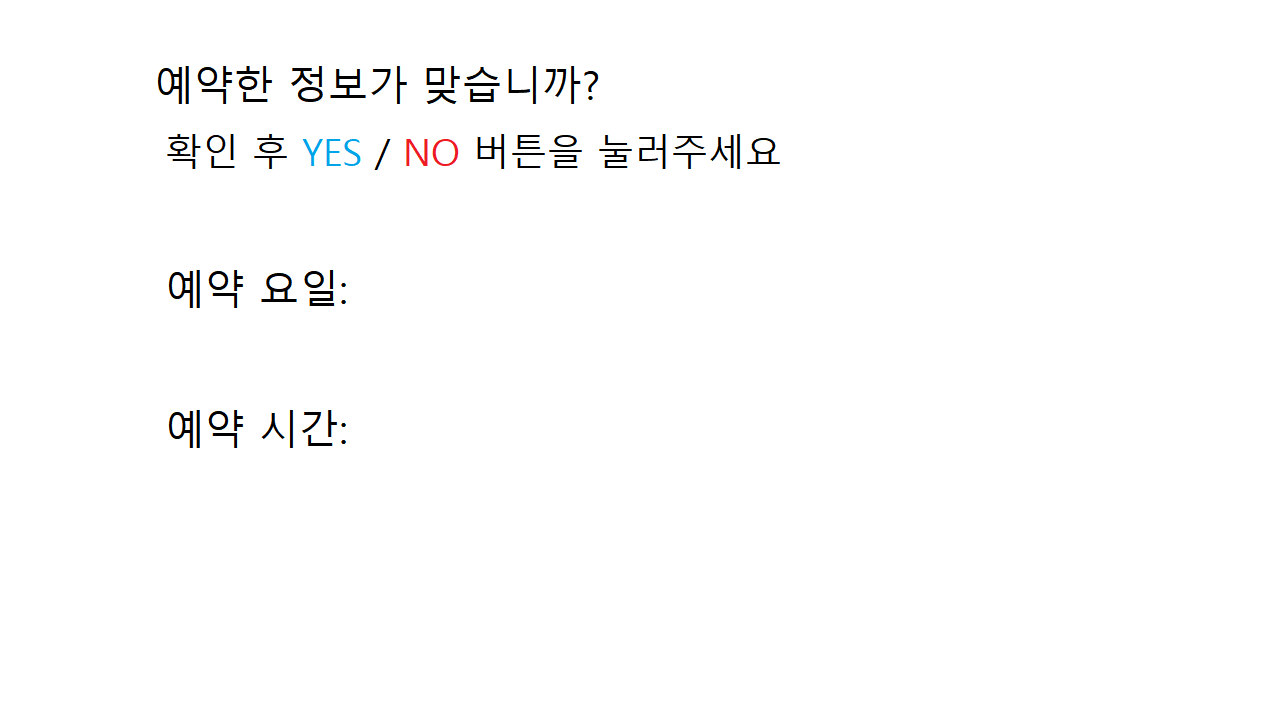 예약한 정보가 맞습니까?
확인 후 YES / NO 버튼을 눌러주세요
예약 요일:
예약 시간: